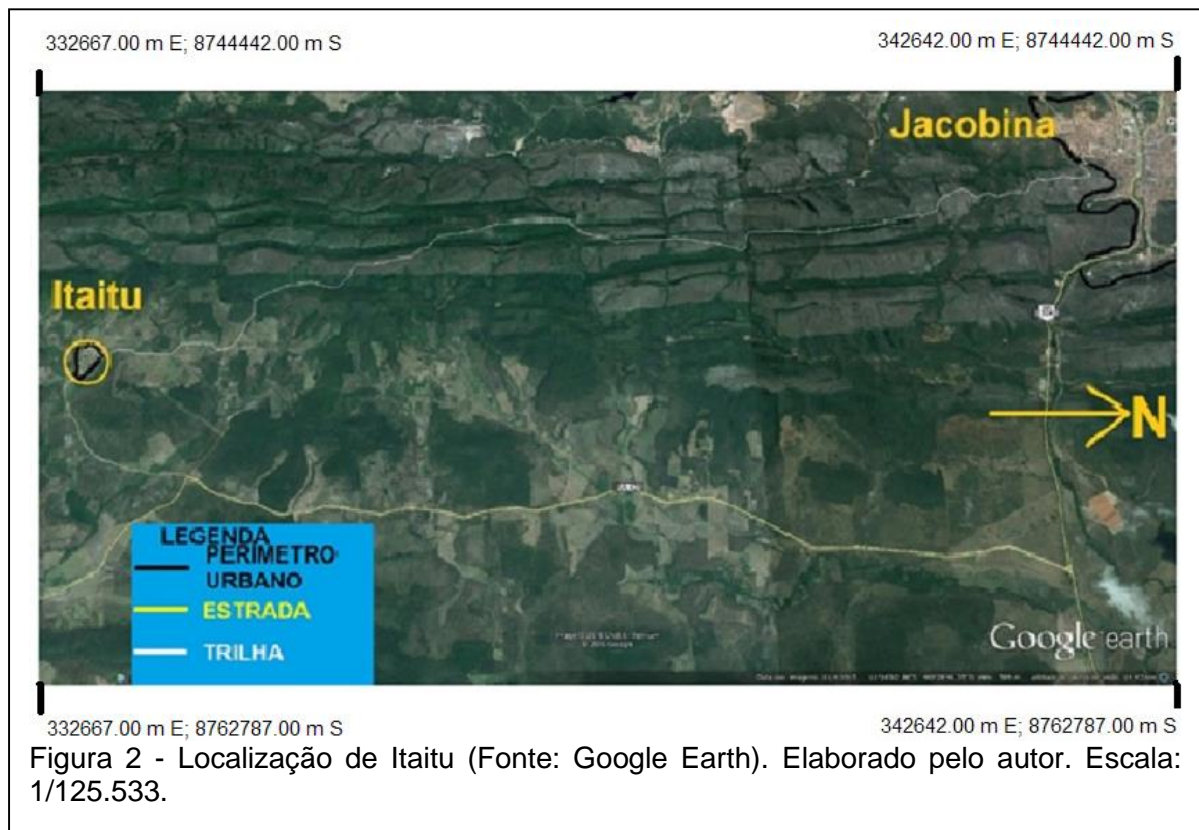 332667.00 m E; 8744442.00 m S
342642.00 m E; 8744442.00 m S
Jacobina
Itaitu
N
LEGENDA
PERÍMETRO
URBANO
ESTRADA
TRILHA
Google earth
332667.00 m E; 8762787.00 m S
342642.00 m E; 8762787.00 m S
Figura 2 - Localização de Itaitu (Fonte: Google Earth). Elaborado pelo autor. Escala:
1/125.533.